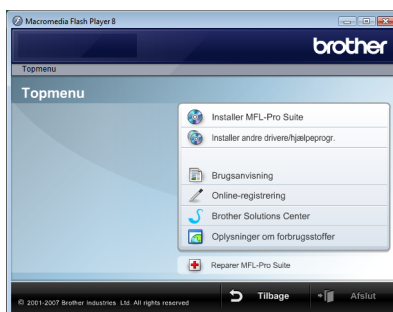 Macromedia Flash Player 8
brother
Topmenu
Topmenu
Installer MFL-Pro Suite
Installer andre drivere/hjælpeprogr.
Brugsanvisning
Online-registrering
Brother Solutions Center
Oplysninger om forbrugsstoffer
Reparer MFL-Pro Suite
© 2001-2007 Brother Industries Ltd. All rights reserved
Tilbage
Afslut